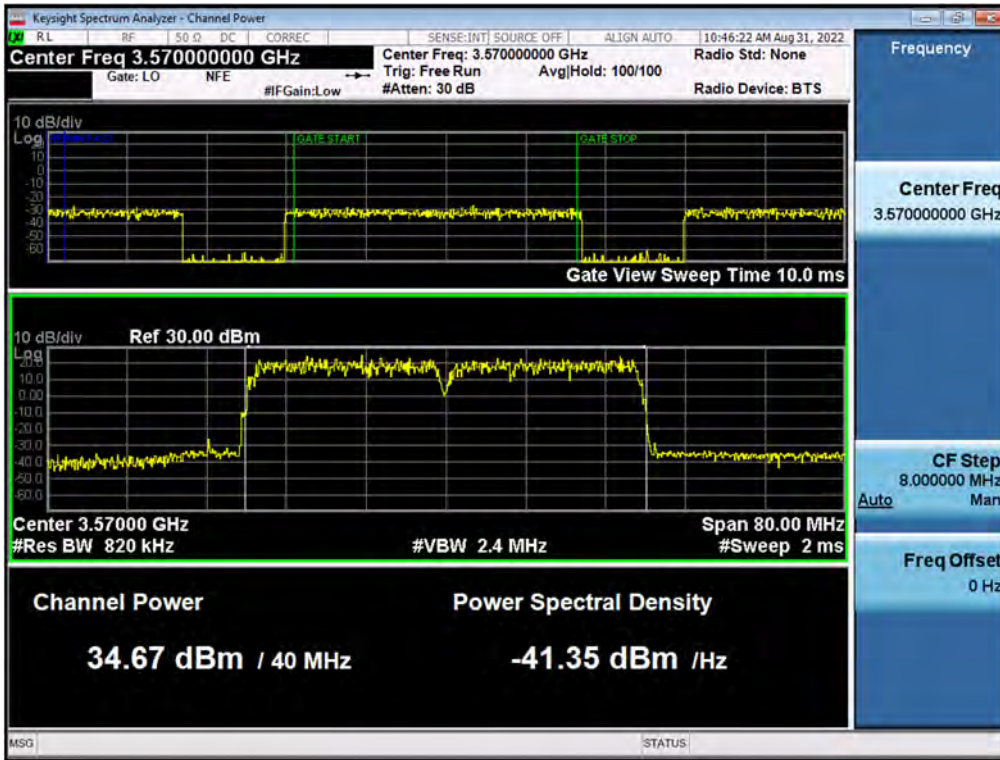 Keysight Spectrum Analyzer - Channel Power
LXI RL RF 50 Ω DC CORREC SENSE:INT SOURCE OFF ALIGN AUTO 10:46:22 AM Aug 31, 2022
Center Freq 3.570000000 GHz
Gate: LO NFE
#IFGain:Low
Center Freq: 3.570000000 GHz
Trig: Free Run Avg|Hold: 100/100
#Atten: 30 dB
Radio Std: None
Radio Device: BTS
10 dB/div
Log
GATE START GATE STOP
20
10
0
-10
-20
-30
-40
-50
-60
Gate View Sweep Time 10.0 ms
10 dB/div Ref 30.00 dBm
Log
20.0
10.0
0.00
-10.0
-20.0
-30.0
-40.0
-50.0
-60.0
Center 3.57000 GHz Span 80.00 MHz
#Res BW 820 kHz #VBW 2.4 MHz #Sweep 2 ms
Channel Power Power Spectral Density
34.67 dBm / 40 MHz -41.35 dBm /Hz
MSG STATUS
Frequency
Center Freq
3.570000000 GHz
CF Step
8.000000 MHz
Auto Man
Freq Offset
0 Hz